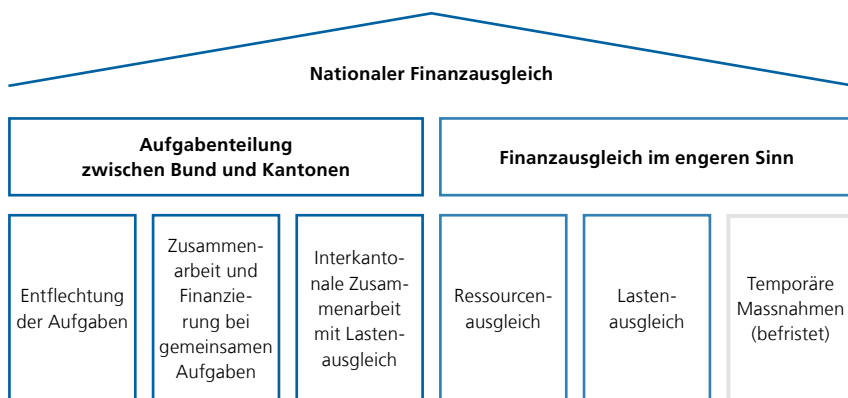 Nationaler Finanzausgleich
Aufgabenteilung
zwischen Bund und Kantonen
Finanzausgleich im engeren Sinn
Entflechtung
der Aufgaben
Zusammen-
arbeit und
Finanzie-
rung bei
gemeinsamen
Aufgaben
Interkanto-
nale Zusam-
menarbeit
mit Lasten-
ausgleich
Ressourcen-
ausgleich
Lasten-
ausgleich
Temporäre
Massnahmen
(befristet)